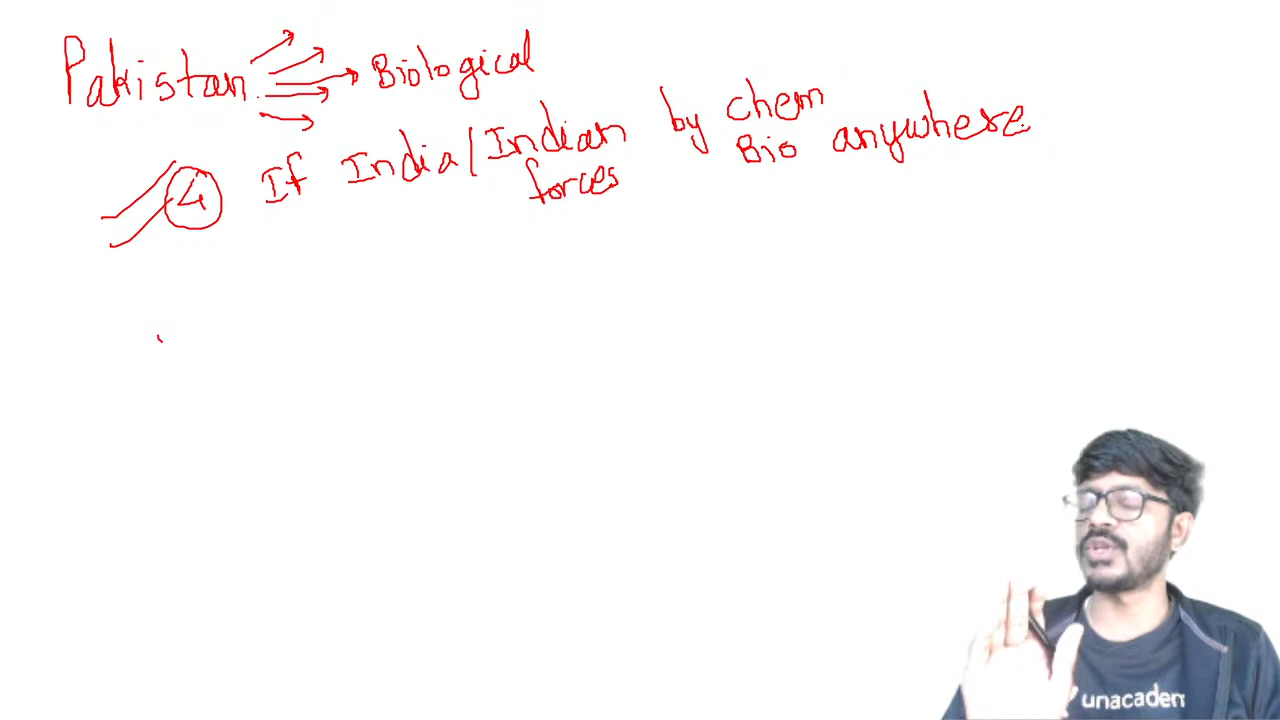 Pakistan Biological
4 If India/Indian forces by chem Bio anywhere
unacadem